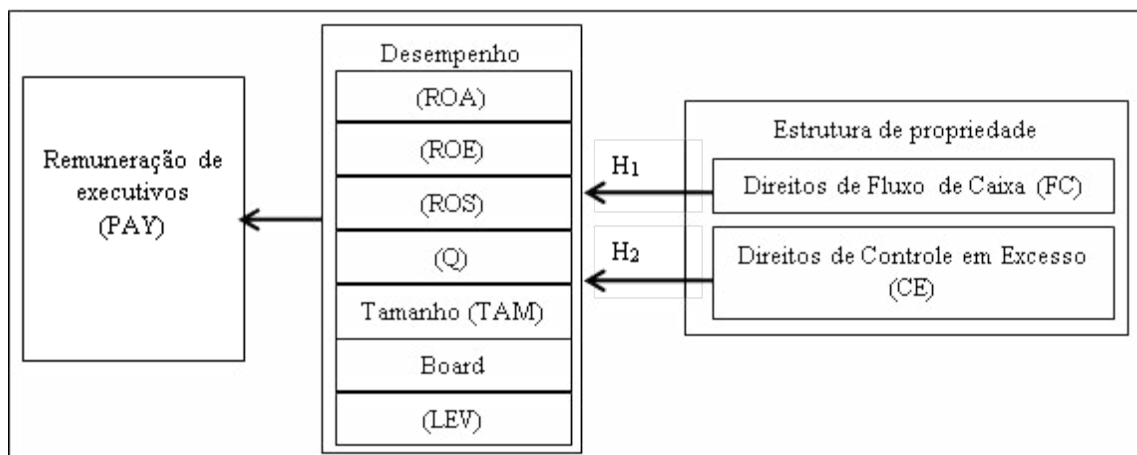 Remuneração de
executivos
(PAY)
Desempenho
(ROA)
(ROE)
(ROS)
(Q)
Tamanho (TAM)
Board
(LEV)
H1
H2
Estrutura de propriedade
Direitos de Fluxo de Caixa (FC)
Direitos de Controle em Excesso
(CE)